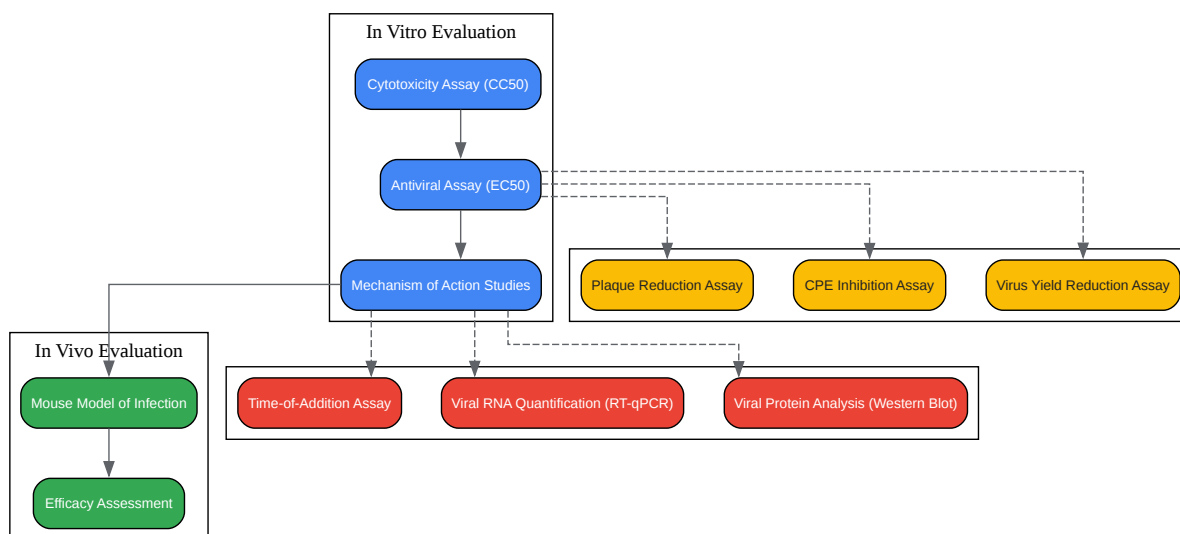 In Vitro Evaluation
Cytotoxicity Assay (CC50)
Antiviral Assay (EC50)
Mechanism of Action Studies
Plaque Reduction Assay
CPE Inhibition Assay
Virus Yield Reduction Assay
In Vivo Evaluation
Mouse Model of Infection
Time-of-Addition Assay
Viral RNA Quantification (RT-qPCR)
Viral Protein Analysis (Western Blot)
Efficacy Assessment